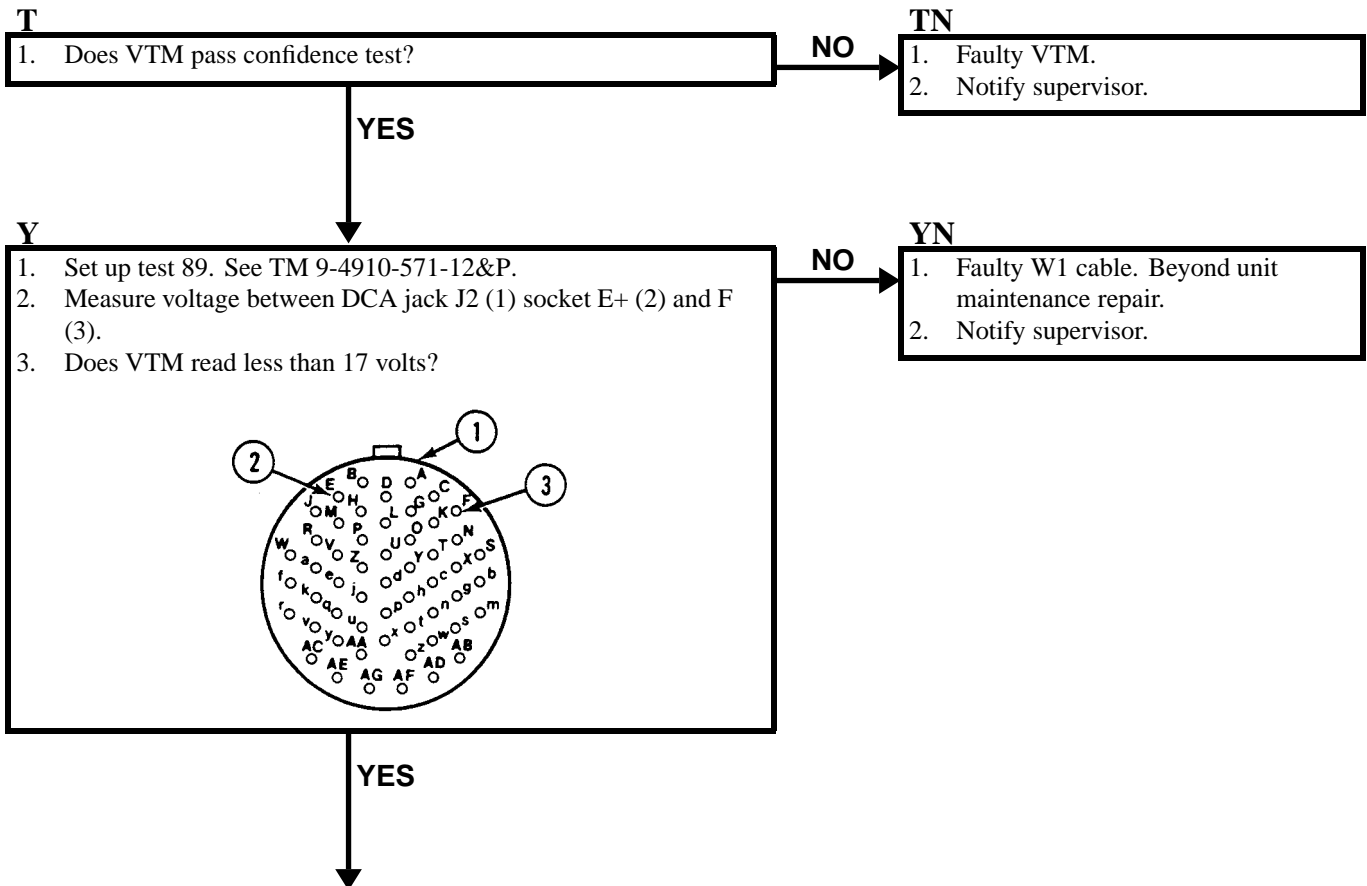 T
1. Does VTM pass confidence test?
NO
TN
1. Faulty VTM.
2. Notify supervisor.
YES
Y
1. Set up test 89. See TM 9-4910-571-12&P.
2. Measure voltage between DCA jack J2 (1) socket E+ (2) and F
(3).
3. Does VTM read less than 17 volts?
NO
YN
1. Faulty W1 cable. Beyond unit
maintenance repair.
2. Notify supervisor.
1
2
3
E B D A C F
J M H L G K
R P U O N
W V Z Y T X S
a e d c b
f k j h g
r q p n m
v u t s
y x w
AC AA z AB
AE AG AF AD
YES